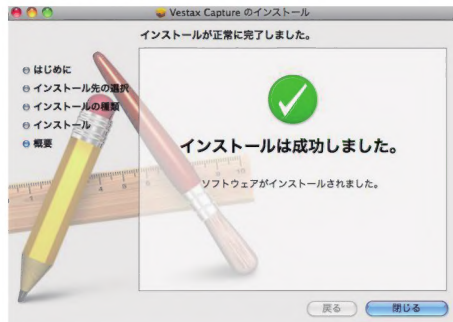 Vestax Capture のインストール
インストールが正常に完了しました。
はじめに
インストール先の選択
インストールの種類
インストール
概要
インストールは成功しました。
ソフトウェアがインストールされました。
戻る
閉じる